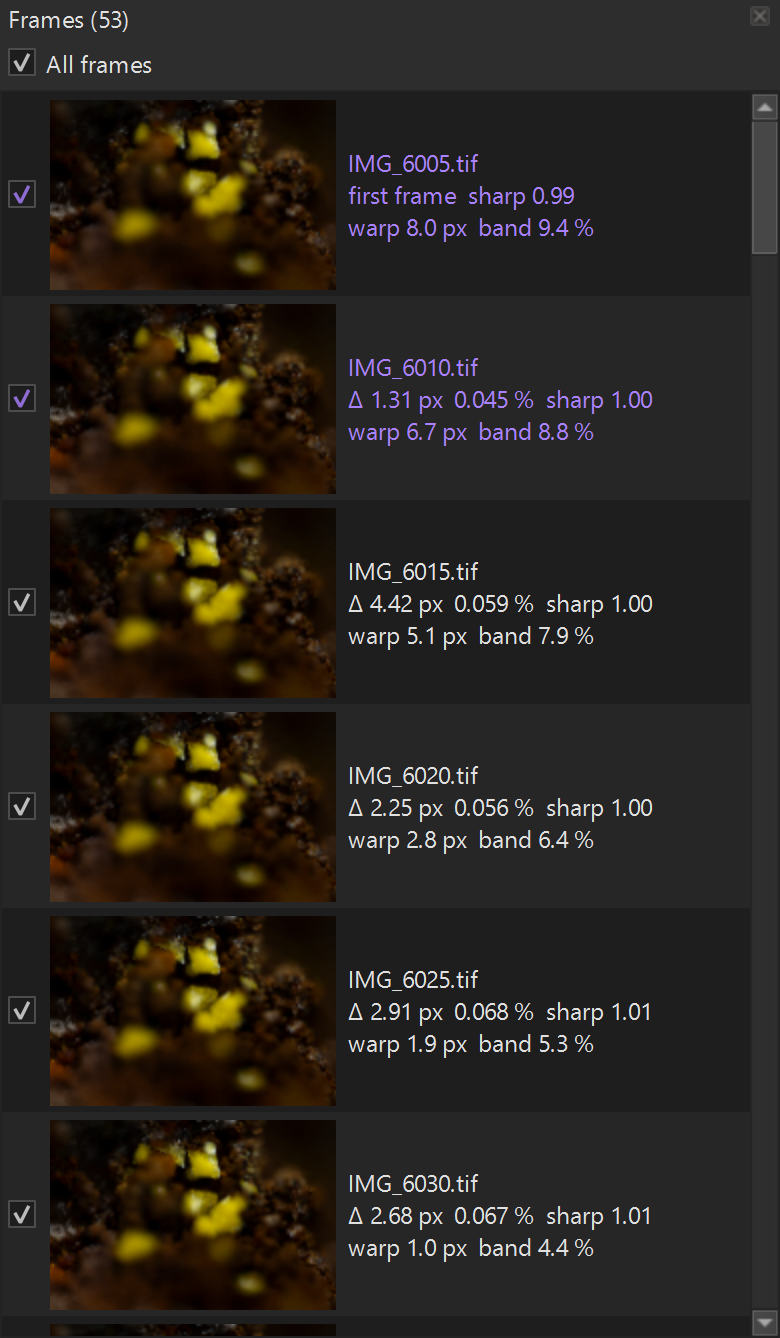 Frames (53)
All frames
IMG_6005.tif
first frame sharp 0.99
warp 8.0 px band 9.4 %
IMG_6010.tif
Δ 1.31 px 0.045 % sharp 1.00
warp 6.7 px band 8.8 %
IMG_6015.tif
Δ 4.42 px 0.059 % sharp 1.00
warp 5.1 px band 7.9 %
IMG_6020.tif
Δ 2.25 px 0.056 % sharp 1.00
warp 2.8 px band 6.4 %
IMG_6025.tif
Δ 2.91 px 0.068 % sharp 1.01
warp 1.9 px band 5.3 %
IMG_6030.tif
Δ 2.68 px 0.067 % sharp 1.01
warp 1.0 px band 4.4 %